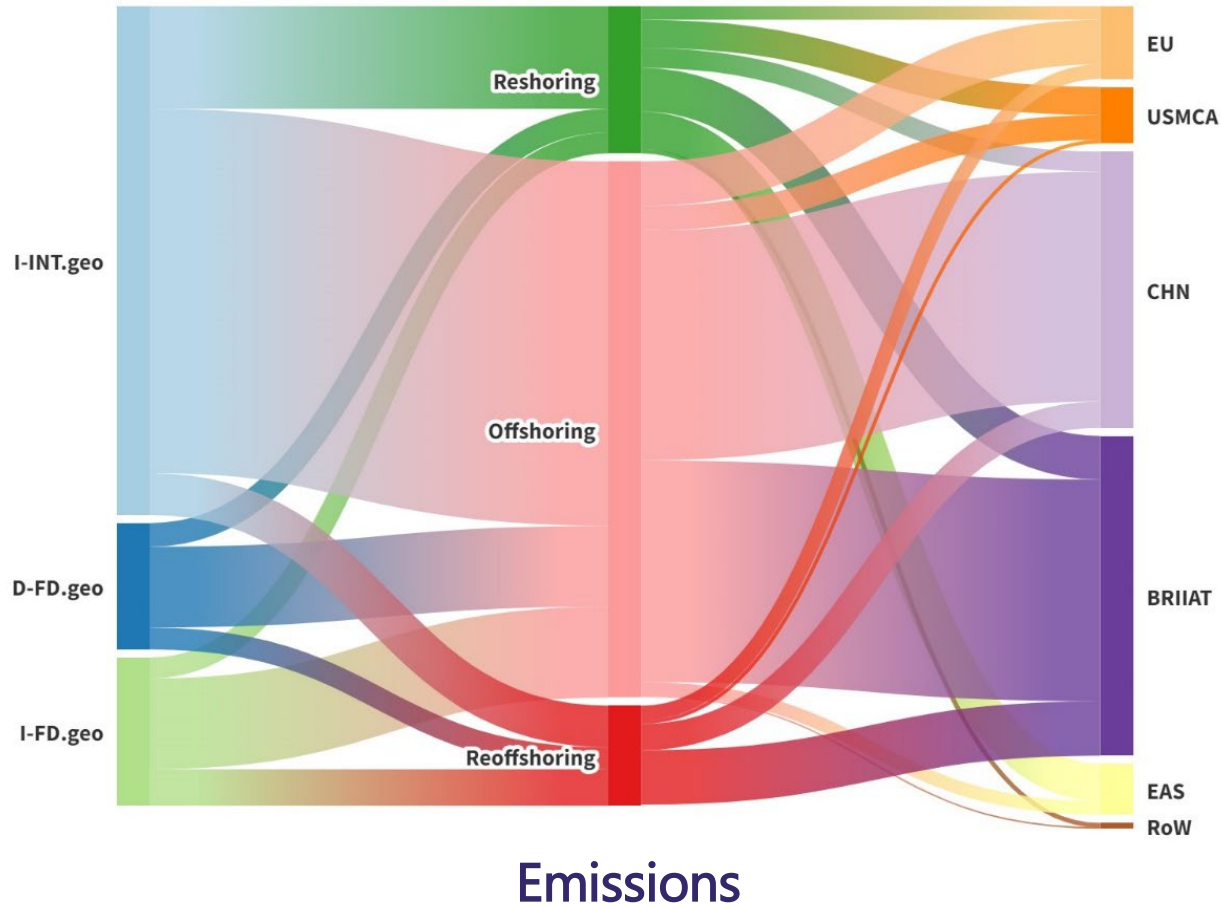 I-INT.geo
D-FD.geo
I-FD.geo
Reshoring
Offshoring
Reoffshoring
EU
USMCA
CHN
BRIIAT
EAS
RoW
Emissions